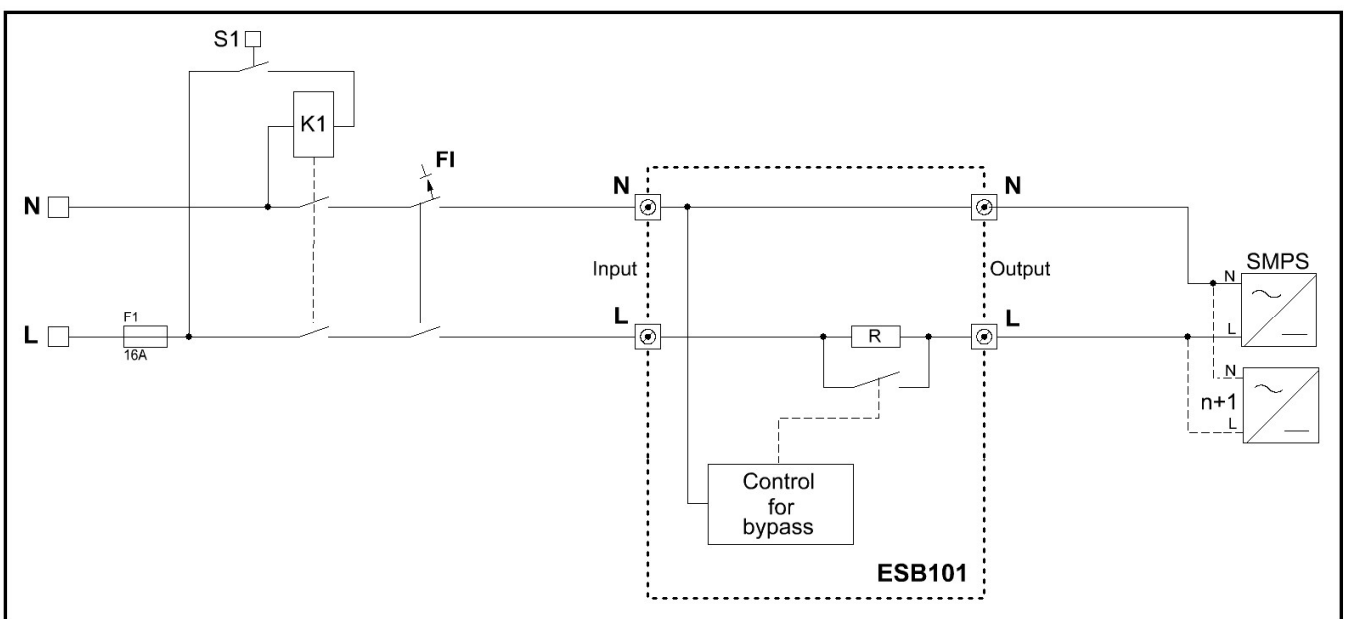 S1
K1
FI
N
N
N
Input
Output
SMPS
N
L
F1
16A
L
L
L
R
N
n+1
L
Control
for
bypass
ESB101